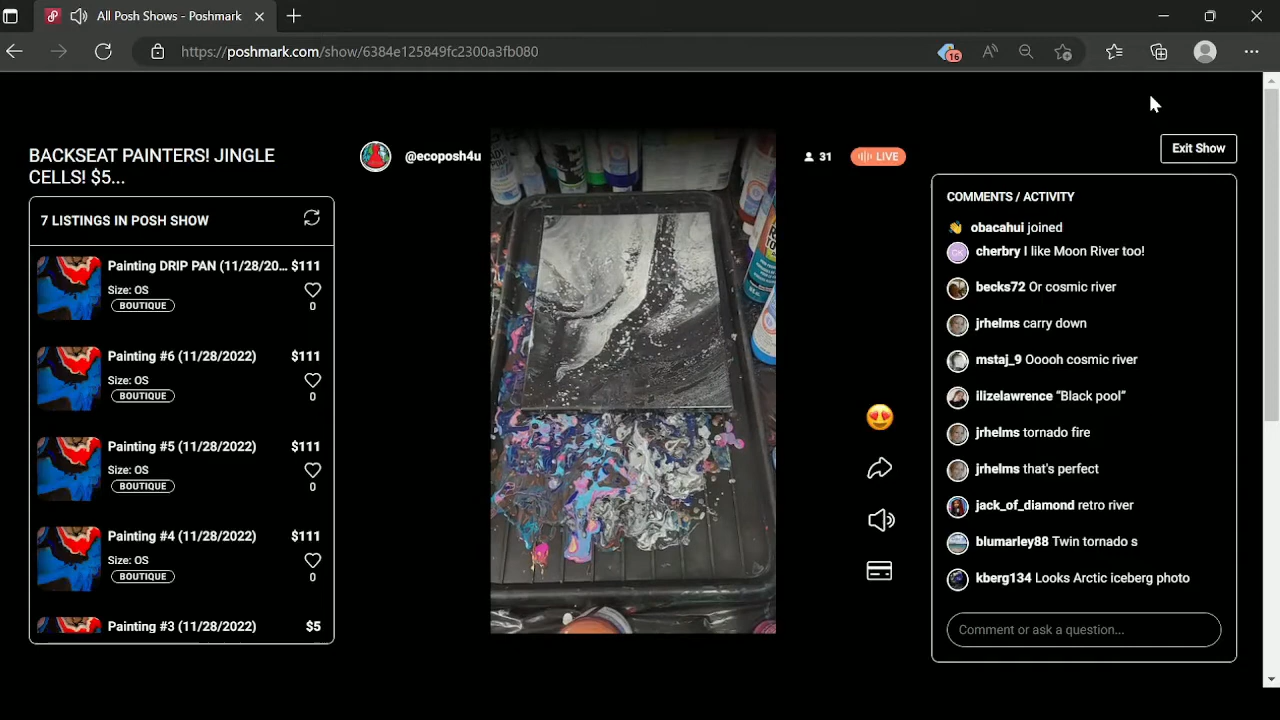 All Posh Shows - Poshmark
https://poshmark.com/show/6384e125849fc2300a3fb080
16
BACKSEAT PAINTERS! JINGLE
CELLS! $5...
@ecoposh4u
31
LIVE
Exit Show
7 LISTINGS IN POSH SHOW
Painting DRIP PAN (11/28/20... $111
Size: OS
BOUTIQUE
0
Painting #6 (11/28/2022) $111
Size: OS
BOUTIQUE
0
Painting #5 (11/28/2022) $111
Size: OS
BOUTIQUE
0
Painting #4 (11/28/2022) $111
Size: OS
BOUTIQUE
0
Painting #3 (11/28/2022) $5
COMMENTS / ACTIVITY
obacahui joined
cherbry I like Moon River too!
becks72 Or cosmic river
jrhelms carry down
mstaj_9 Ooooh cosmic river
ilizelawrence “Black pool”
jrhelms tornado fire
jrhelms that's perfect
jack_of_diamond retro river
blumarley88 Twin tornado s
kberg134 Looks Arctic iceberg photo
Comment or ask a question...